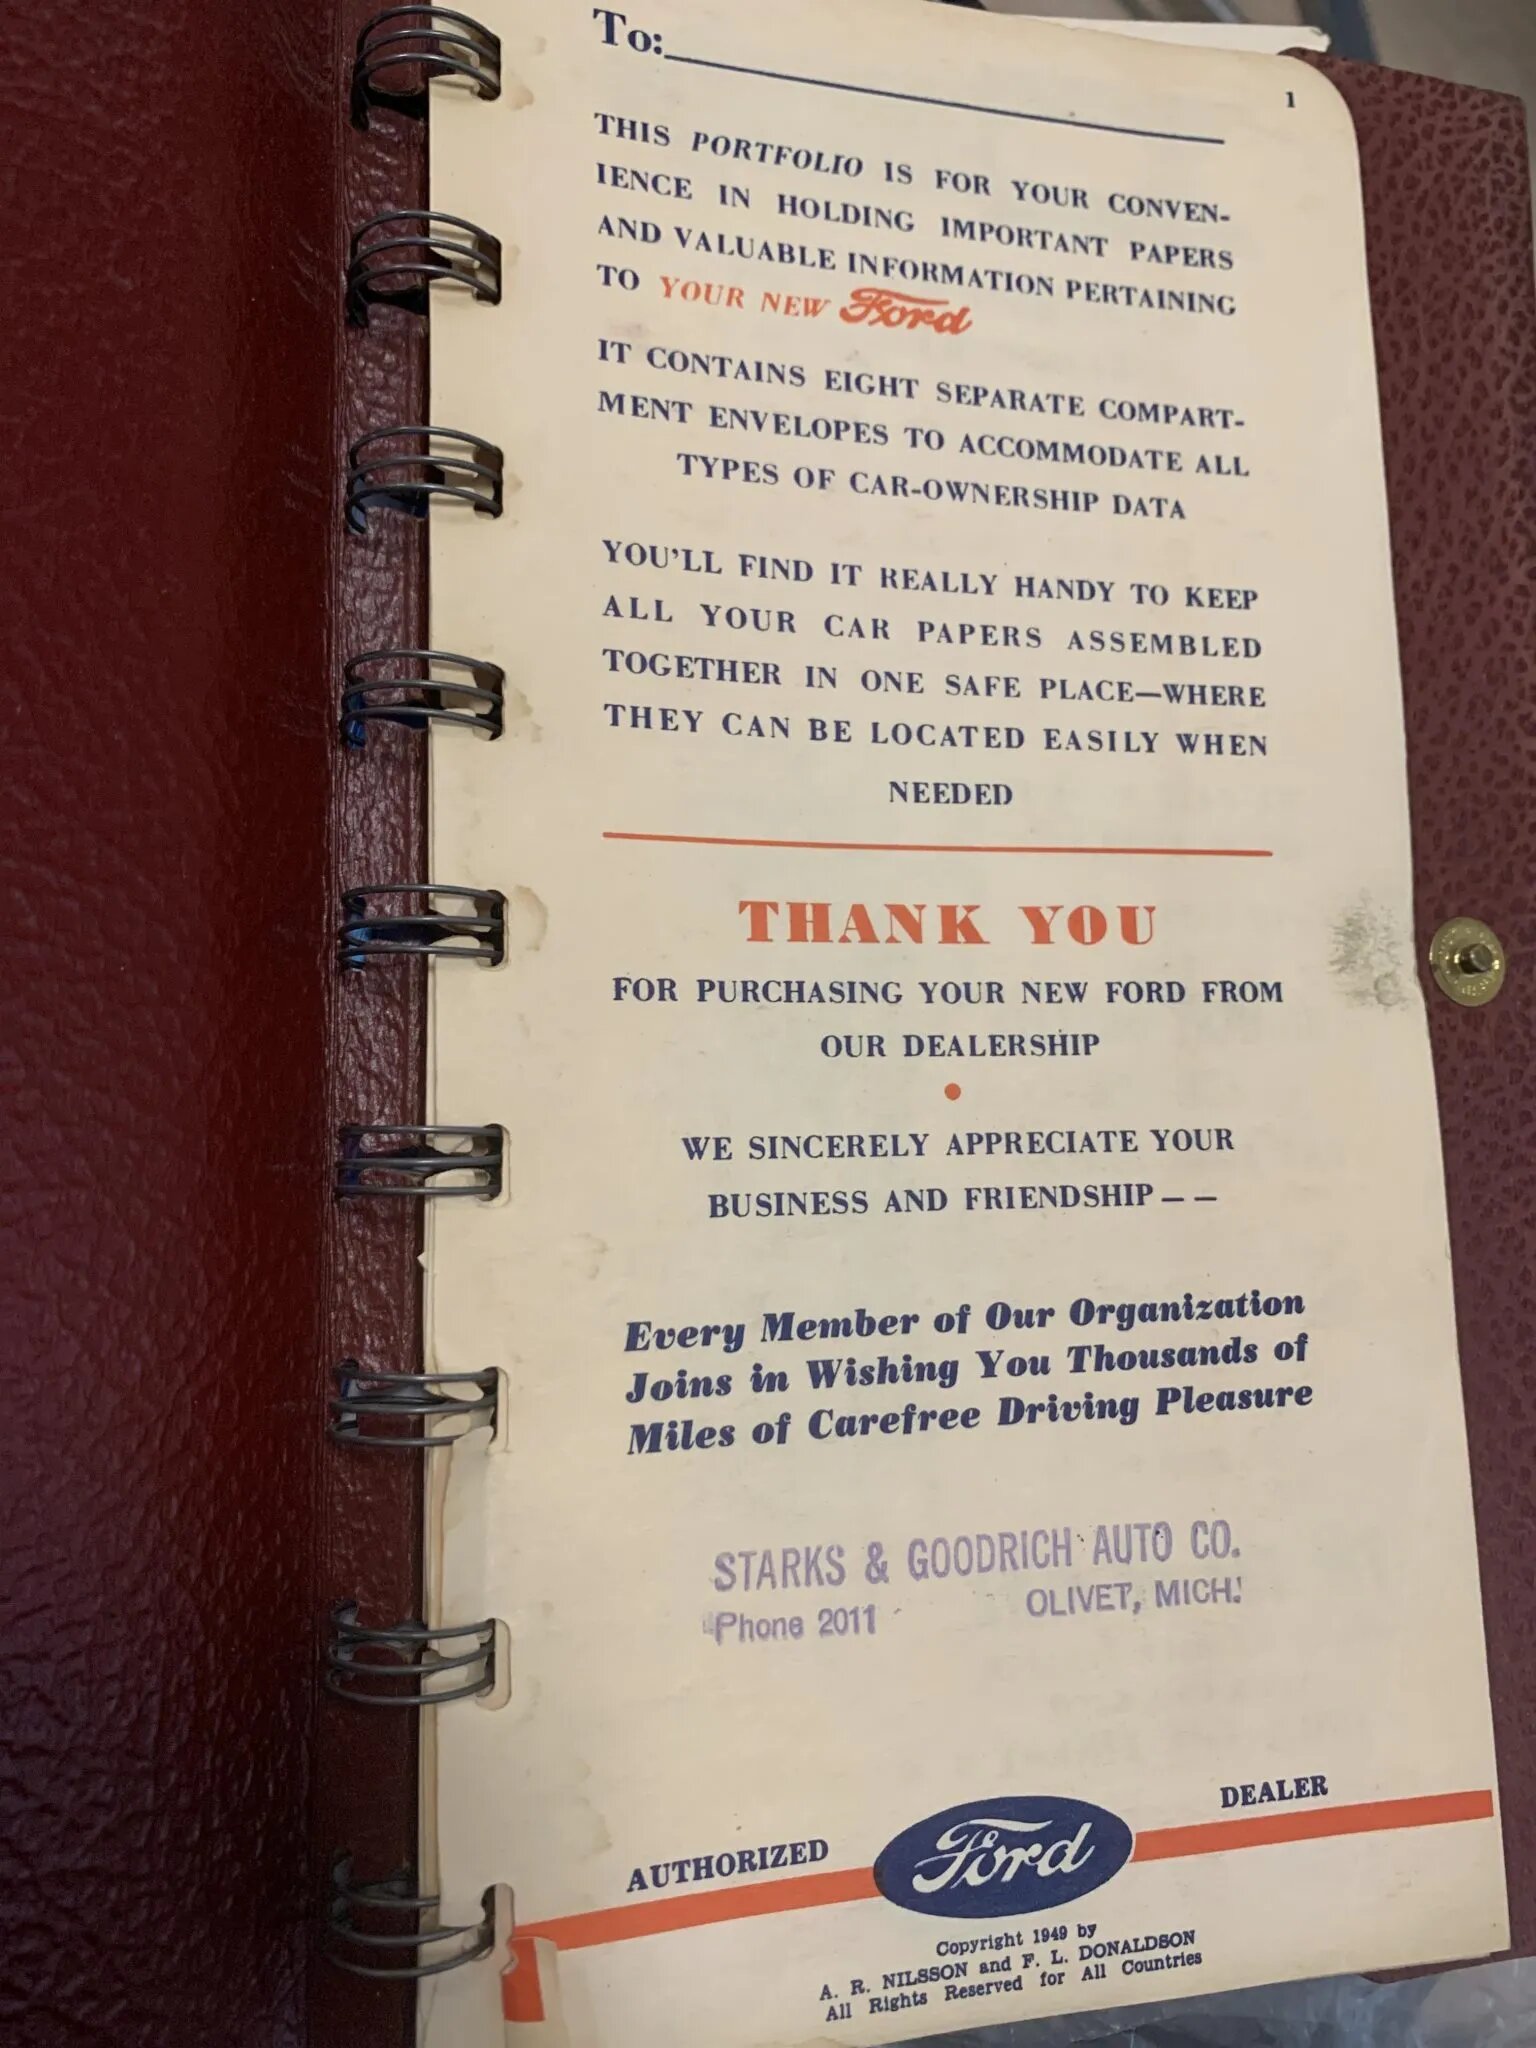 To:
1
THIS PORTFOLIO IS FOR YOUR CONVEN-
IENCE IN HOLDING IMPORTANT PAPERS
AND VALUABLE INFORMATION PERTAINING
TO YOUR NEW Ford
IT CONTAINS EIGHT SEPARATE COMPART-
MENT ENVELOPES TO ACCOMMODATE ALL
TYPES OF CAR-OWNERSHIP DATA
YOU'LL FIND IT REALLY HANDY TO KEEP
ALL YOUR CAR PAPERS ASSEMBLED
TOGETHER IN ONE SAFE PLACE—WHERE
THEY CAN BE LOCATED EASILY WHEN
NEEDED
THANK YOU
FOR PURCHASING YOUR NEW FORD FROM
OUR DEALERSHIP
•
WE SINCERELY APPRECIATE YOUR
BUSINESS AND FRIENDSHIP— —
Every Member of Our Organization
Joins in Wishing You Thousands of
Miles of Carefree Driving Pleasure
STARKS & GOODRICH AUTO CO.
Phone 2011 OLIVET, MICH.
AUTHORIZED Ford DEALER
Copyright 1949 by
A. R. NILSSON and F. L. DONALDSON
All Rights Reserved for All Countries